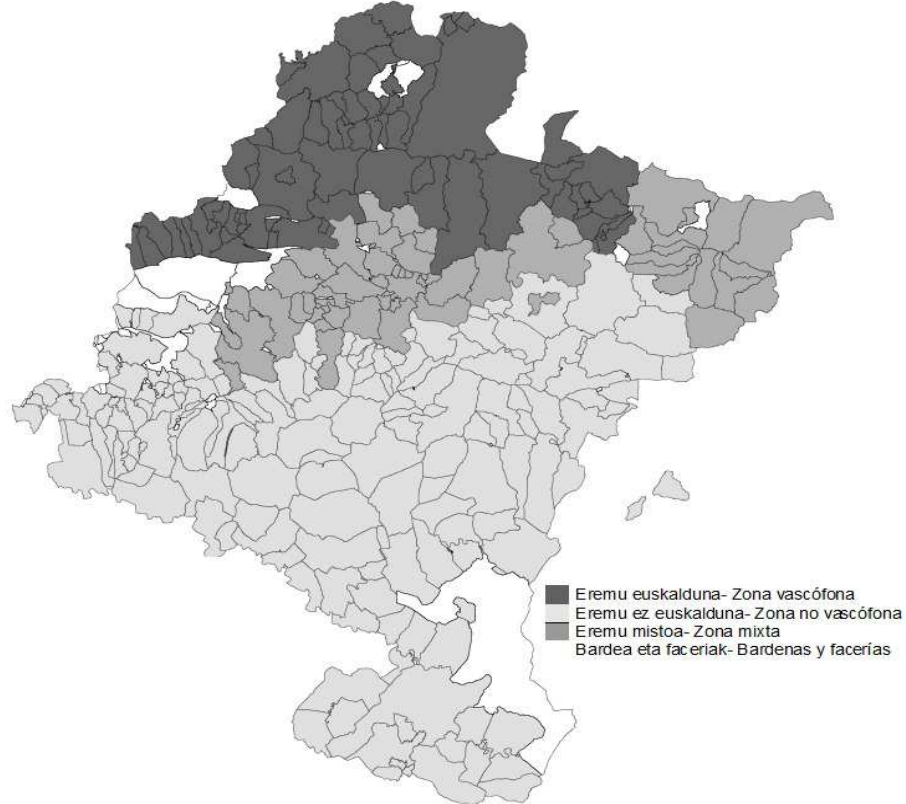 Eremu euskalduna- Zona vascófona
Eremu ez euskalduna- Zona no vascófona
Eremu mistoa- Zona mixta
Bardea eta faceriak- Bardenas y facerías